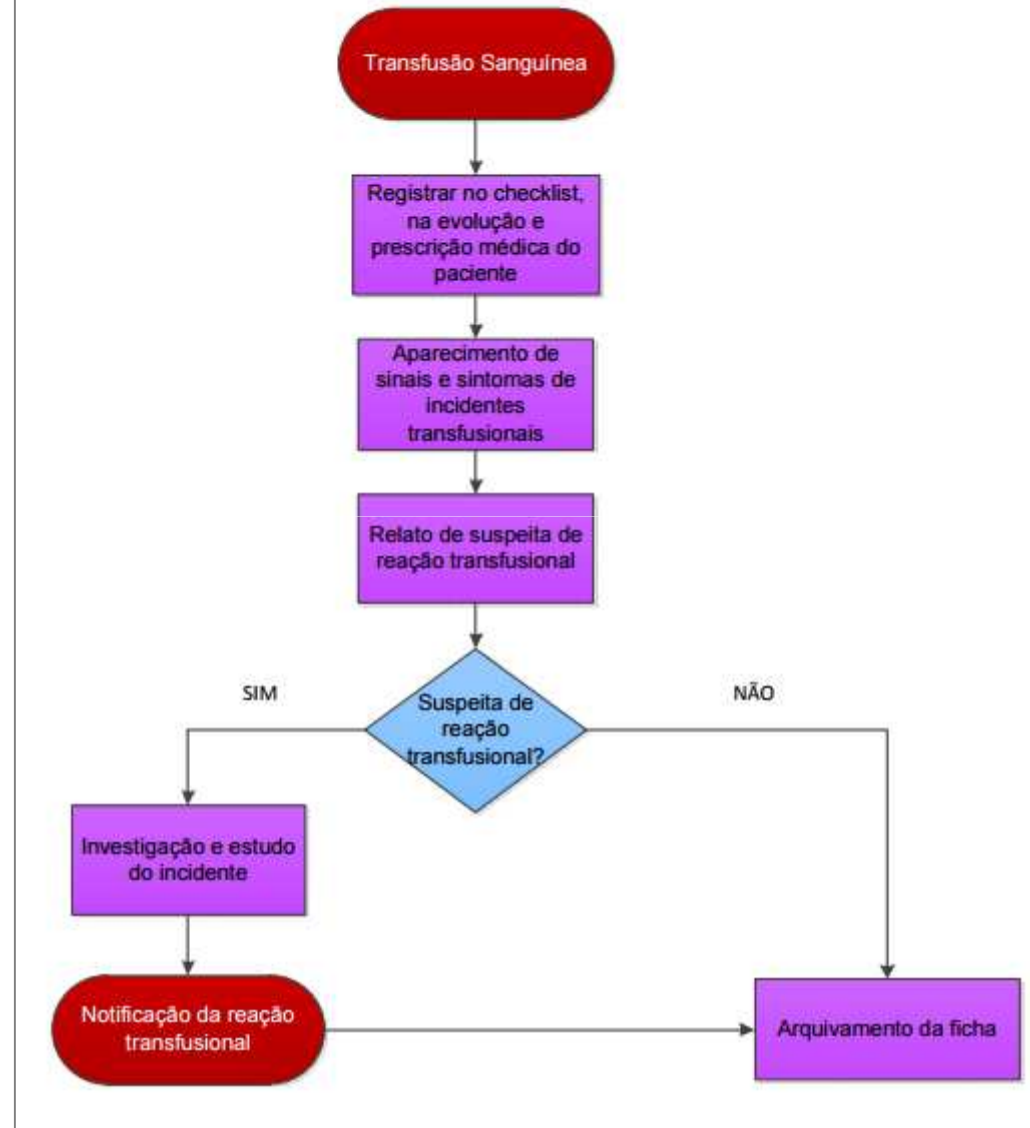 Transfusão Sanguínea
Registrar no checklist,
na evolução e
prescrição médica do
paciente
Aparecimento de
sinais e sintomas de
incidentes
transfusionais
Relato de suspeita de
reação transfusional
SIM
NÃO
Suspeita de
reação
transfusional?
Investigação e estudo
do incidente
Notificação da reação
transfusional
Arquivamento da ficha